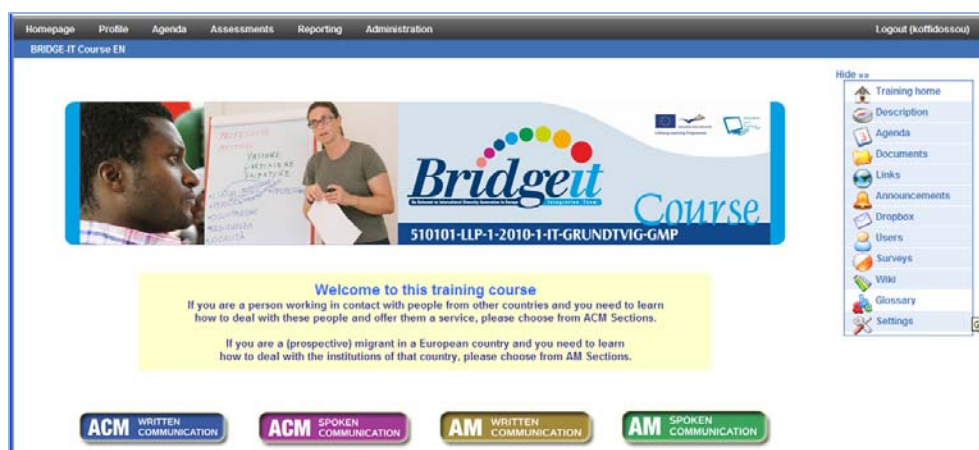 Homepage Profile Agenda Assessments Reporting Administration Logout (koffidossou)
BRIDGE-IT Course EN
Hide »»
Training home
Description
Agenda
Documents
Links
Announcements
Dropbox
Users
Surveys
Wiki
Glossary
Settings
Bridgeit
Course
510101-LLP-1-2010-1-IT-GRUNDTVIG-GMP
Welcome to this training course
If you are a person working in contact with people from other countries and you need to learn
how to deal with these people and offer them a service, please choose from ACM Sections.
If you are a (prospective) migrant in a European country and you need to learn
how to deal with the institutions of that country, please choose from AM Sections.
ACM WRITTEN COMMUNICATION
ACM SPOKEN COMMUNICATION
AM WRITTEN COMMUNICATION
AM SPOKEN COMMUNICATION